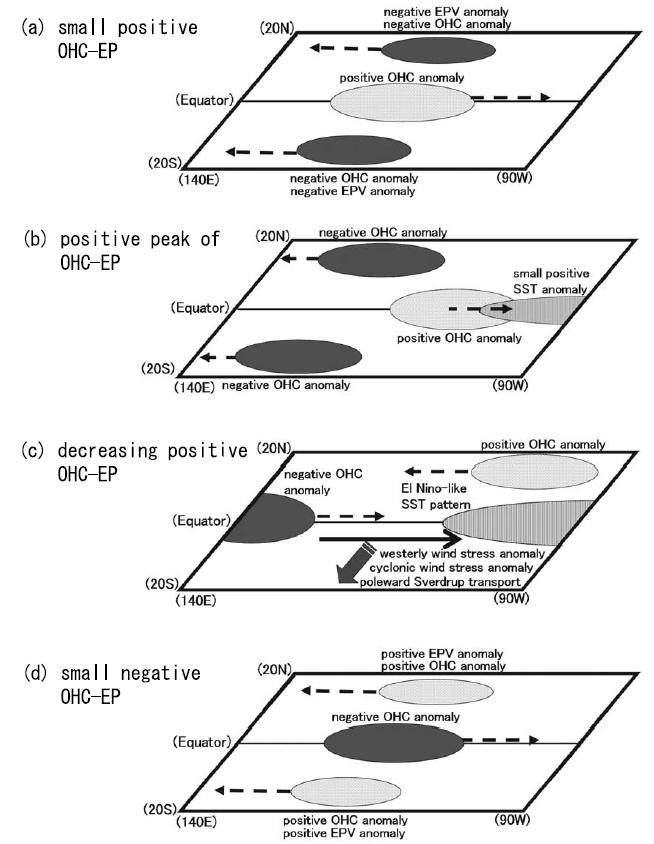 (a) small positive
OHC-EP
negative EPV anomaly
negative OHC anomaly
(20N)
positive OHC anomaly
(Equator)
(20S)
(140E)
negative OHC anomaly
negative EPV anomaly
(90W)
(b) positive peak of
OHC-EP
(20N)
negative OHC anomaly
small positive
SST anomaly
(Equator)
positive OHC anomaly
(20S)
(140E)
negative OHC anomaly
(90W)
(c) decreasing positive
OHC-EP
(20N)
positive OHC anomaly
negative OHC
anomaly
El Nino-like
SST pattern
(Equator)
westerly wind stress anomaly
cyclonic wind stress anomaly
poleward Sverdrup transport
(20S)
(140E)
(90W)
(d) small negative
OHC-EP
positive EPV anomaly
positive OHC anomaly
(20N)
negative OHC anomaly
(Equator)
(20S)
(140E)
positive OHC anomaly
positive EPV anomaly
(90W)